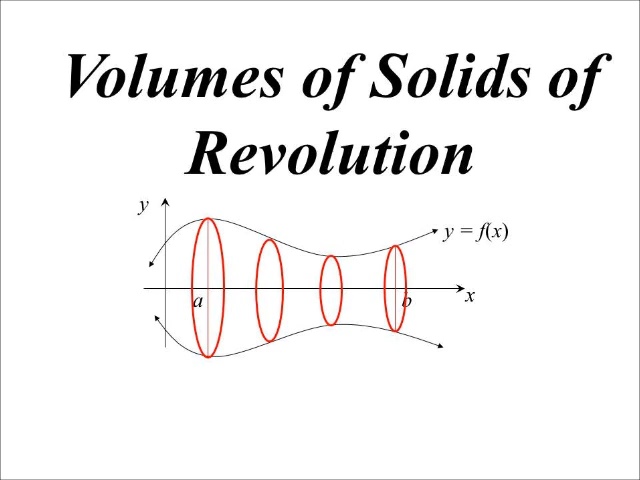 Volumes of Solids of
Revolution
y
y = f(x)
a
b
x